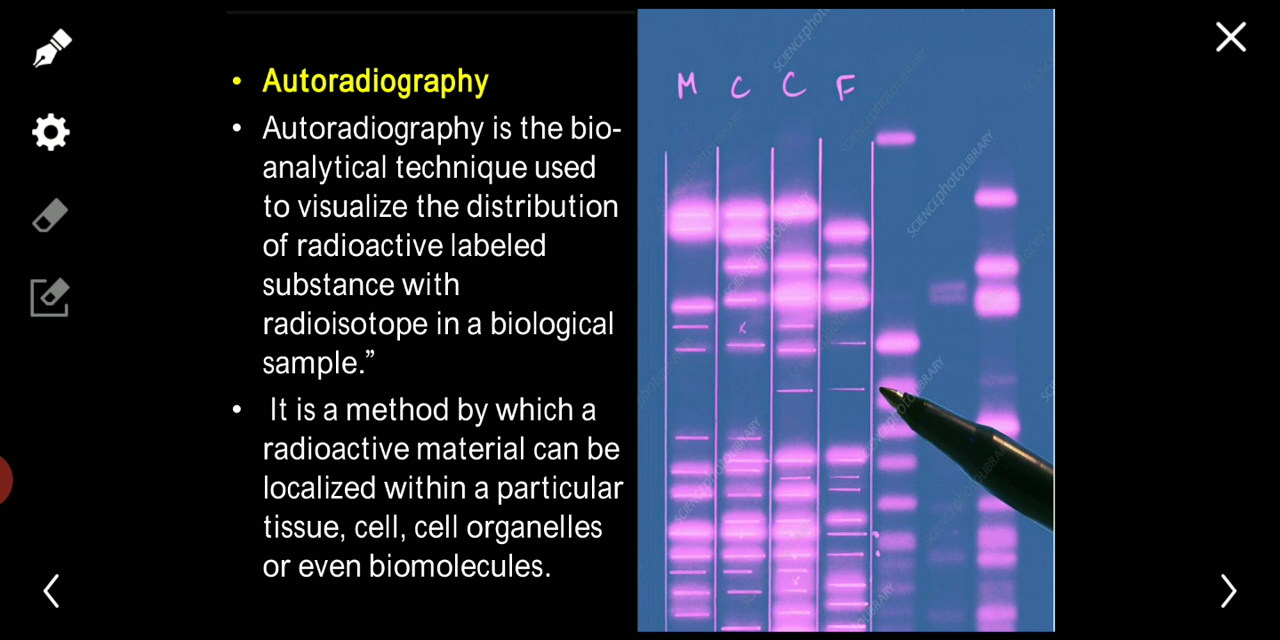 • Autoradiography
• Autoradiography is the bio-
analytical technique used
to visualize the distribution
of radioactive labeled
substance with
radioisotope in a biological
sample.”
• It is a method by which a
radioactive material can be
localized within a particular
tissue, cell, cell organelles
or even biomolecules.
M C C F
x
SCIENCEphotoLIBRARY
SCIENCEphotoLIBRARY